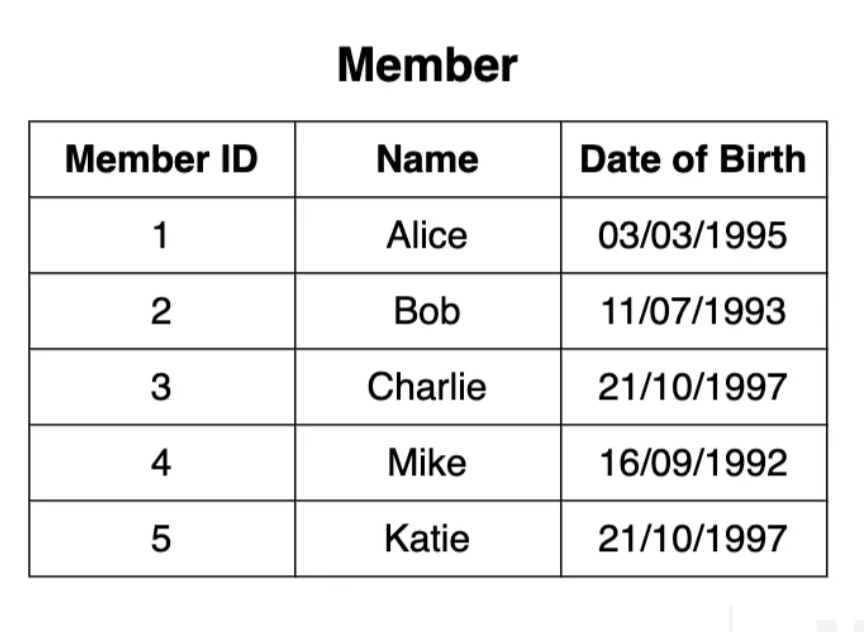 Member
Member ID Name Date of Birth
1 Alice 03/03/1995
2 Bob 11/07/1993
3 Charlie 21/10/1997
4 Mike 16/09/1992
5 Katie 21/10/1997